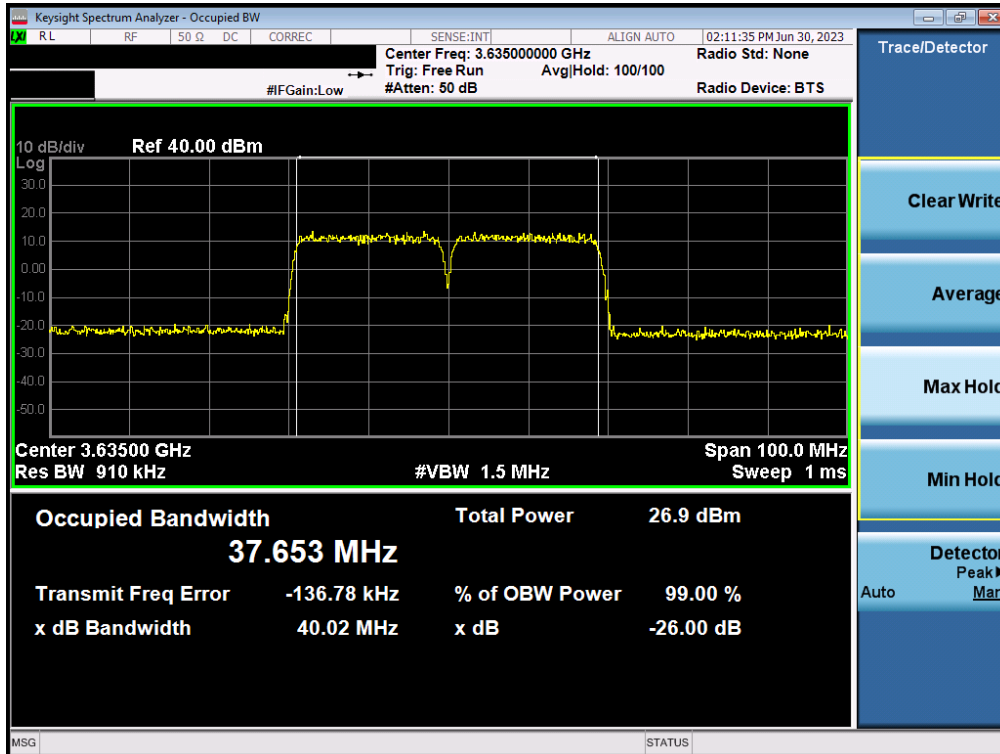 Keysight Spectrum Analyzer - Occupied BW
LXI RL RF 50 Ω DC CORREC SENSE:INT ALIGN AUTO 02:11:35 PM Jun 30, 2023
Center Freq: 3.635000000 GHz Radio Std: None
Trig: Free Run Avg|Hold: 100/100
#IFGain:Low #Atten: 50 dB Radio Device: BTS
Trace/Detector
10 dB/div Ref 40.00 dBm
Log
30.0
20.0
10.0
0.00
-10.0
-20.0
-30.0
-40.0
-50.0
Center 3.63500 GHz Span 100.0 MHz
Res BW 910 kHz #VBW 1.5 MHz Sweep 1 ms
Occupied Bandwidth Total Power 26.9 dBm
37.653 MHz
Transmit Freq Error -136.78 kHz % of OBW Power 99.00 %
x dB Bandwidth 40.02 MHz x dB -26.00 dB
Clear Write
Average
Max Hold
Min Hold
Detector
Peak
Auto Man
MSG STATUS